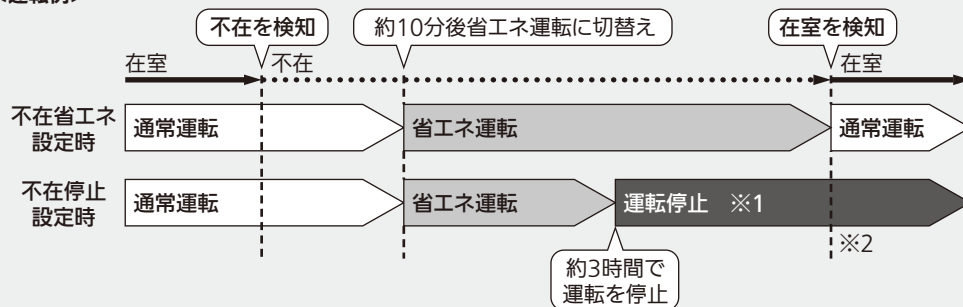 不在を検知
約10分後省エネ運転に切替え
在室を検知
在室
不在
在室
不在省エネ
設定時
通常運転
省エネ運転
通常運転
不在停止
設定時
通常運転
省エネ運転
運転停止 ※1
※2
約3時間で
運転を停止